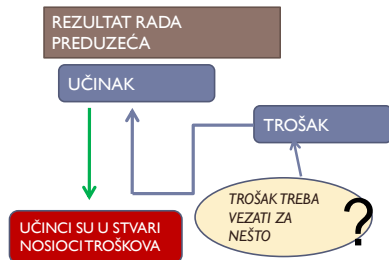 REZULTAT RADA
PREDUZEĆA
UČINAK
TROŠAK
TROŠAK TREBA
VEZATI ZA
NEŠTO
?
UČINCI SU U STVARI
NOSIOCI TROŠKOVA